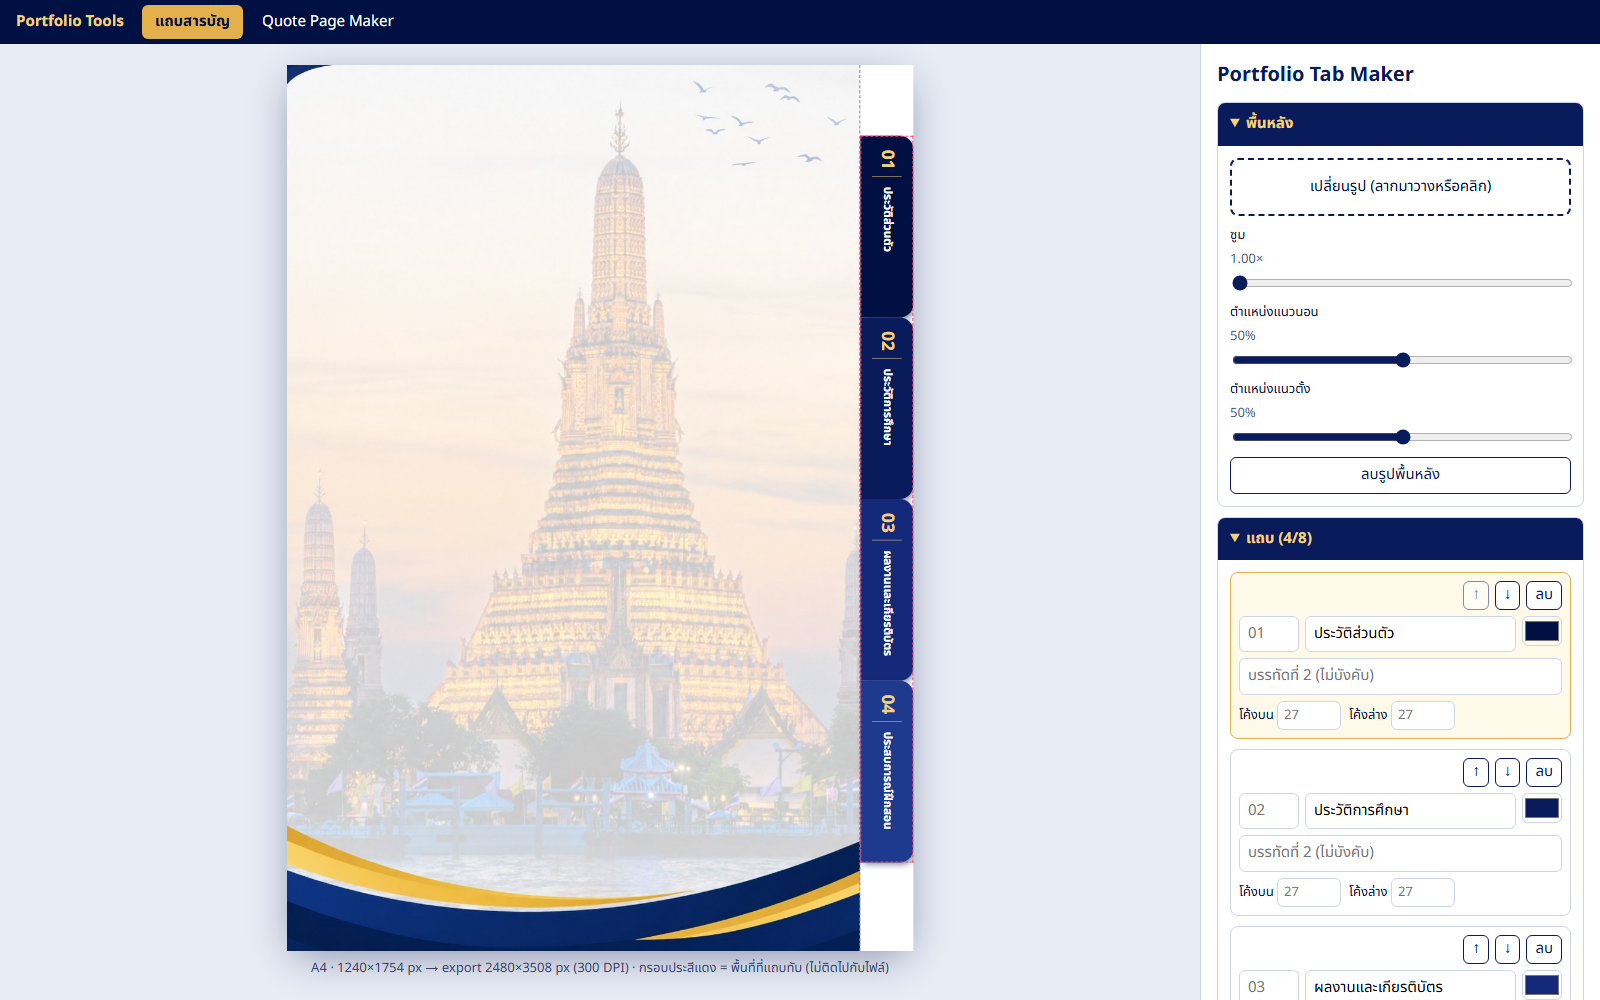 Portfolio Tools
แถบสารบัญ
Quote Page Maker
01
ประวัติส่วนตัว
02
ประวัติการศึกษา
03
ผลงานและเกียรติบัตร
04
ประสบการณ์ฝึกสอน
A4 · 1240×1754 px → export 2480×3508 px (300 DPI) · กรอบประสีแดง = พื้นที่ที่แถบทับ (ไม่ติดไปกับไฟล์)
Portfolio Tab Maker
▼ พื้นหลัง
เปลี่ยนรูป (ลากมาวางหรือคลิก)
ซูม
1.00×
ตำแหน่งแนวนอน
50%
ตำแหน่งแนวตั้ง
50%
ลบรูปพื้นหลัง
▼ แถบ (4/8)
↑ ↓ ลบ
01 ประวัติส่วนตัว
บรรทัดที่ 2 (ไม่บังคับ)
โค้งบน 27 โค้งล่าง 27
↑ ↓ ลบ
02 ประวัติการศึกษา
บรรทัดที่ 2 (ไม่บังคับ)
โค้งบน 27 โค้งล่าง 27
↑ ↓ ลบ
03 ผลงานและเกียรติบัตร